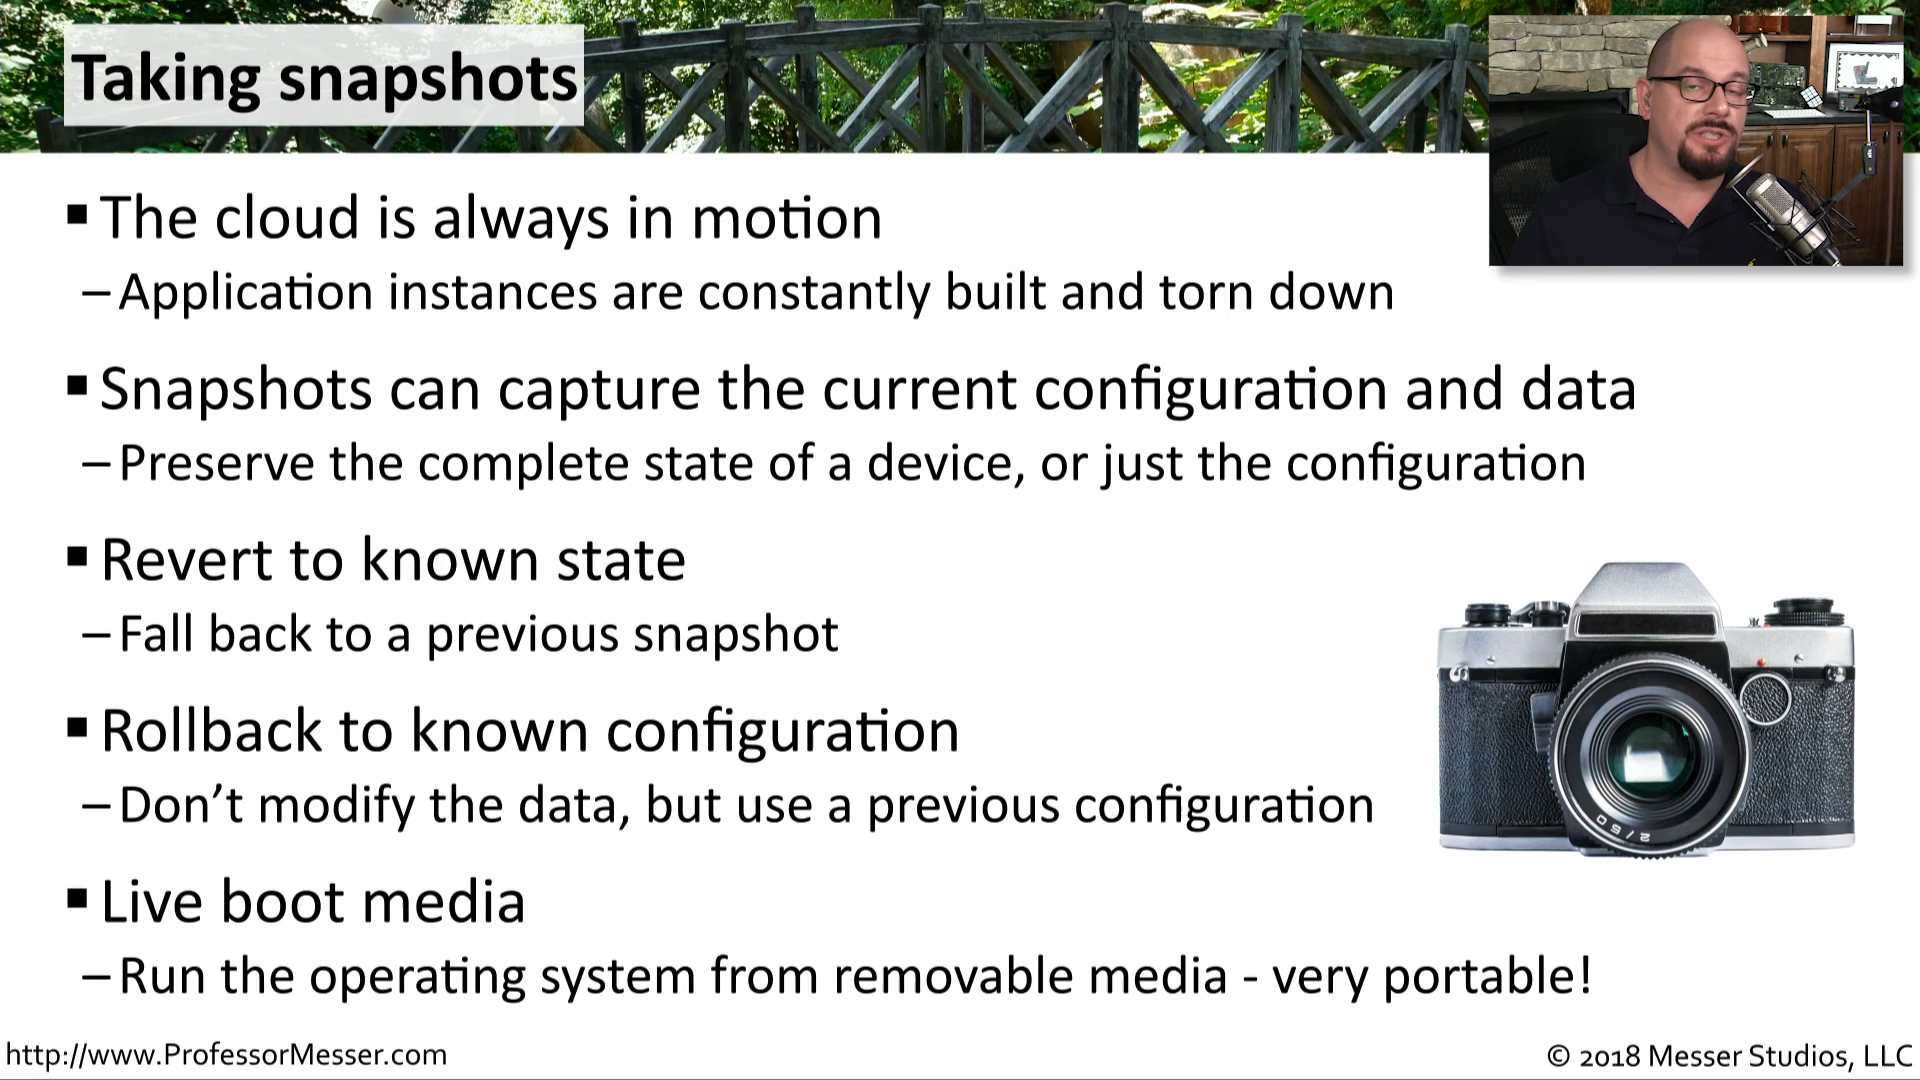 Taking snapshots
▪ The cloud is always in motion
– Application instances are constantly built and torn down
▪ Snapshots can capture the current configuration and data
– Preserve the complete state of a device, or just the configuration
▪ Revert to known state
– Fall back to a previous snapshot
▪ Rollback to known configuration
– Don’t modify the data, but use a previous configuration
▪ Live boot media
– Run the operating system from removable media - very portable!
2/50
http://www.ProfessorMesser.com
© 2018 Messer Studios, LLC